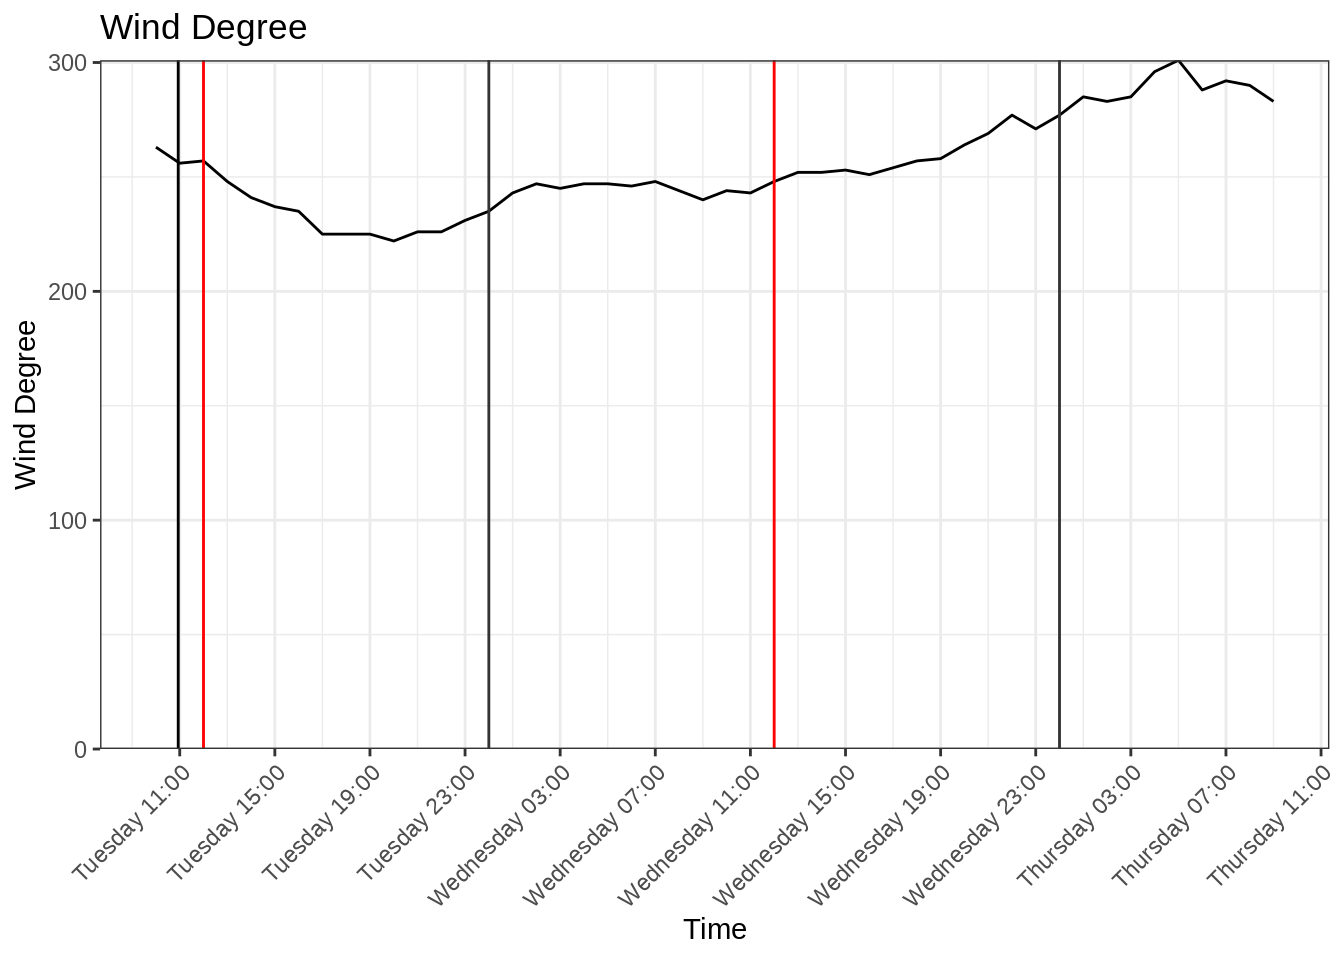 Wind Degree
Wind Degree
300
200
100
0
Tuesday 11:00
Tuesday 15:00
Tuesday 19:00
Tuesday 23:00
Wednesday 03:00
Wednesday 07:00
Wednesday 11:00
Wednesday 15:00
Wednesday 19:00
Wednesday 23:00
Thursday 03:00
Thursday 07:00
Thursday 11:00
Time